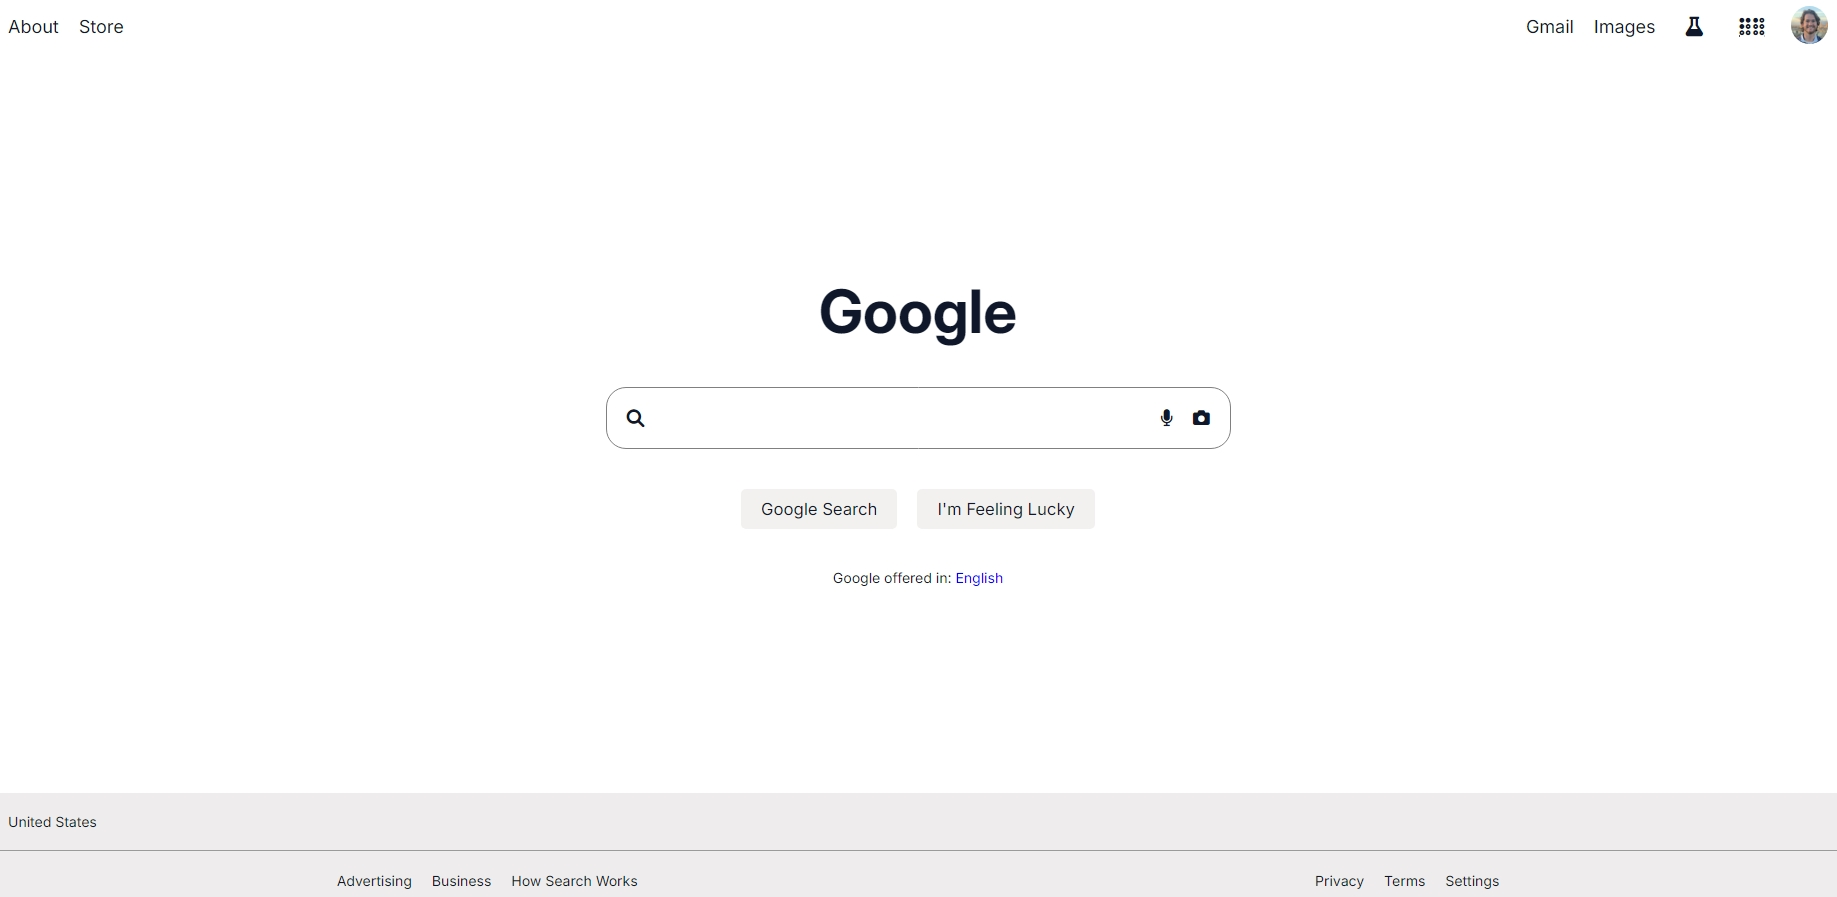 About Store Gmail Images
Google
Google Search I'm Feeling Lucky
Google offered in: English
United States
Advertising Business How Search Works Privacy Terms Settings